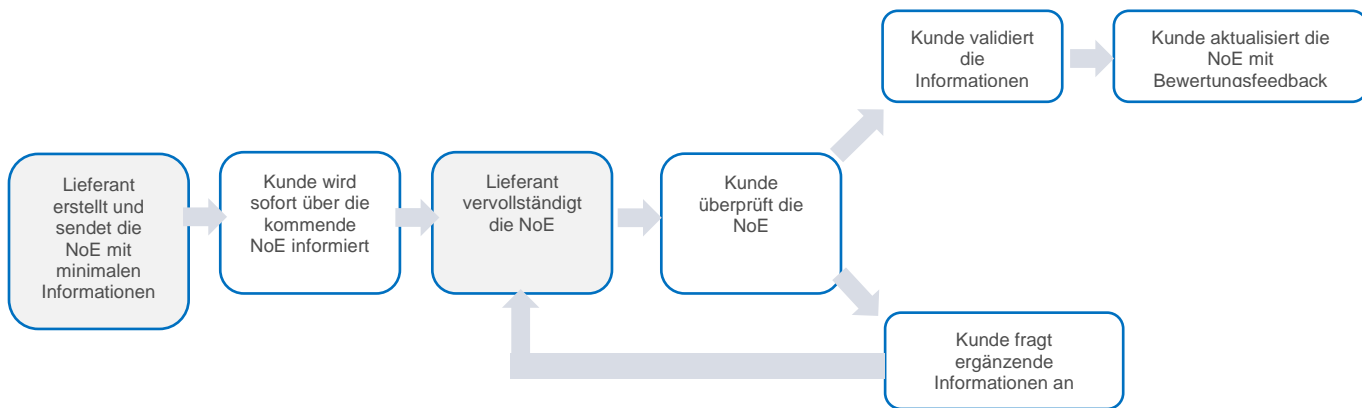 Lieferant
erstellt und
sendet die
NoE mit
minimalen
Informationen
Kunde wird
sofort über die
kommende
NoE informiert
Lieferant
vervollständigt
die NoE
Kunde
überprüft die
NoE
Kunde validiert
die
Informationen
Kunde aktualisiert die
NoE mit
Bewertungsfeedback
Kunde fragt
ergänzende
Informationen an